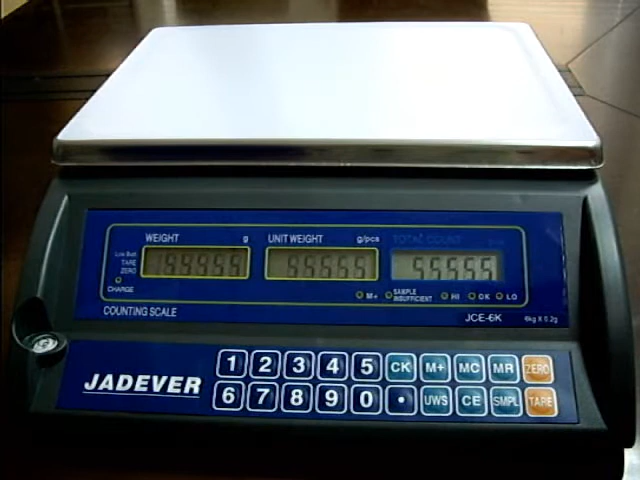 WEIGHT g UNIT WEIGHT g/pcs TOTAL COUNT
Low Batt.
TARE
ZERO
CHARGE
55555
M+ SAMPLE INSUFFICIENT HI OK LO
COUNTING SCALE JCE-6K 6kg X 0.2g
JADEVER
1 2 3 4 5 CK M+ MC MR ZERO
6 7 8 9 0 • UWS CE SMPL TARE